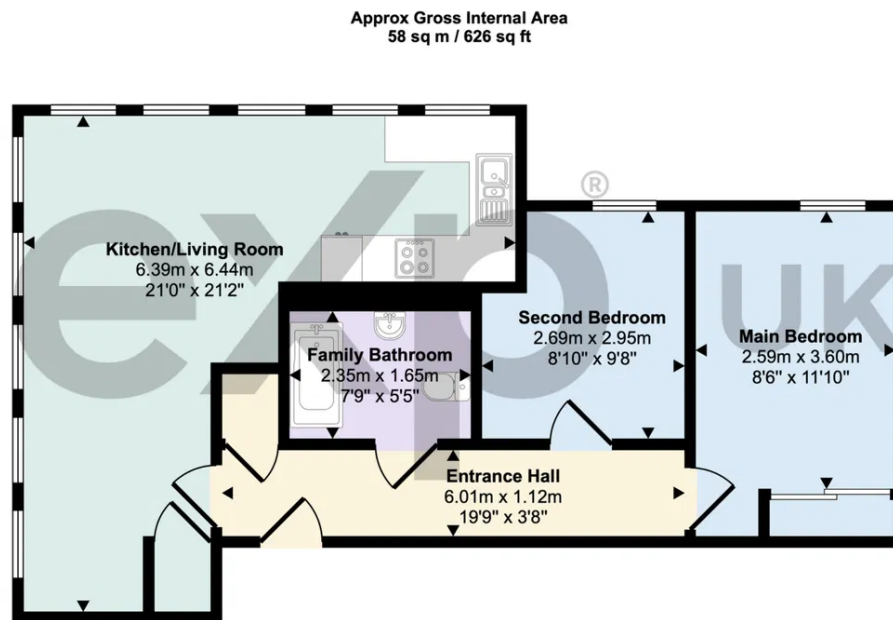 Approx Gross Internal Area
58 sq m / 626 sq ft
®
exp UK
Kitchen/Living Room
6.39m x 6.44m
21'0" x 21'2"
Second Bedroom
2.69m x 2.95m
8'10" x 9'8"
Main Bedroom
2.59m x 3.60m
8'6" x 11'10"
Family Bathroom
2.35m x 1.65m
7'9" x 5'5"
Entrance Hall
6.01m x 1.12m
19'9" x 3'8"